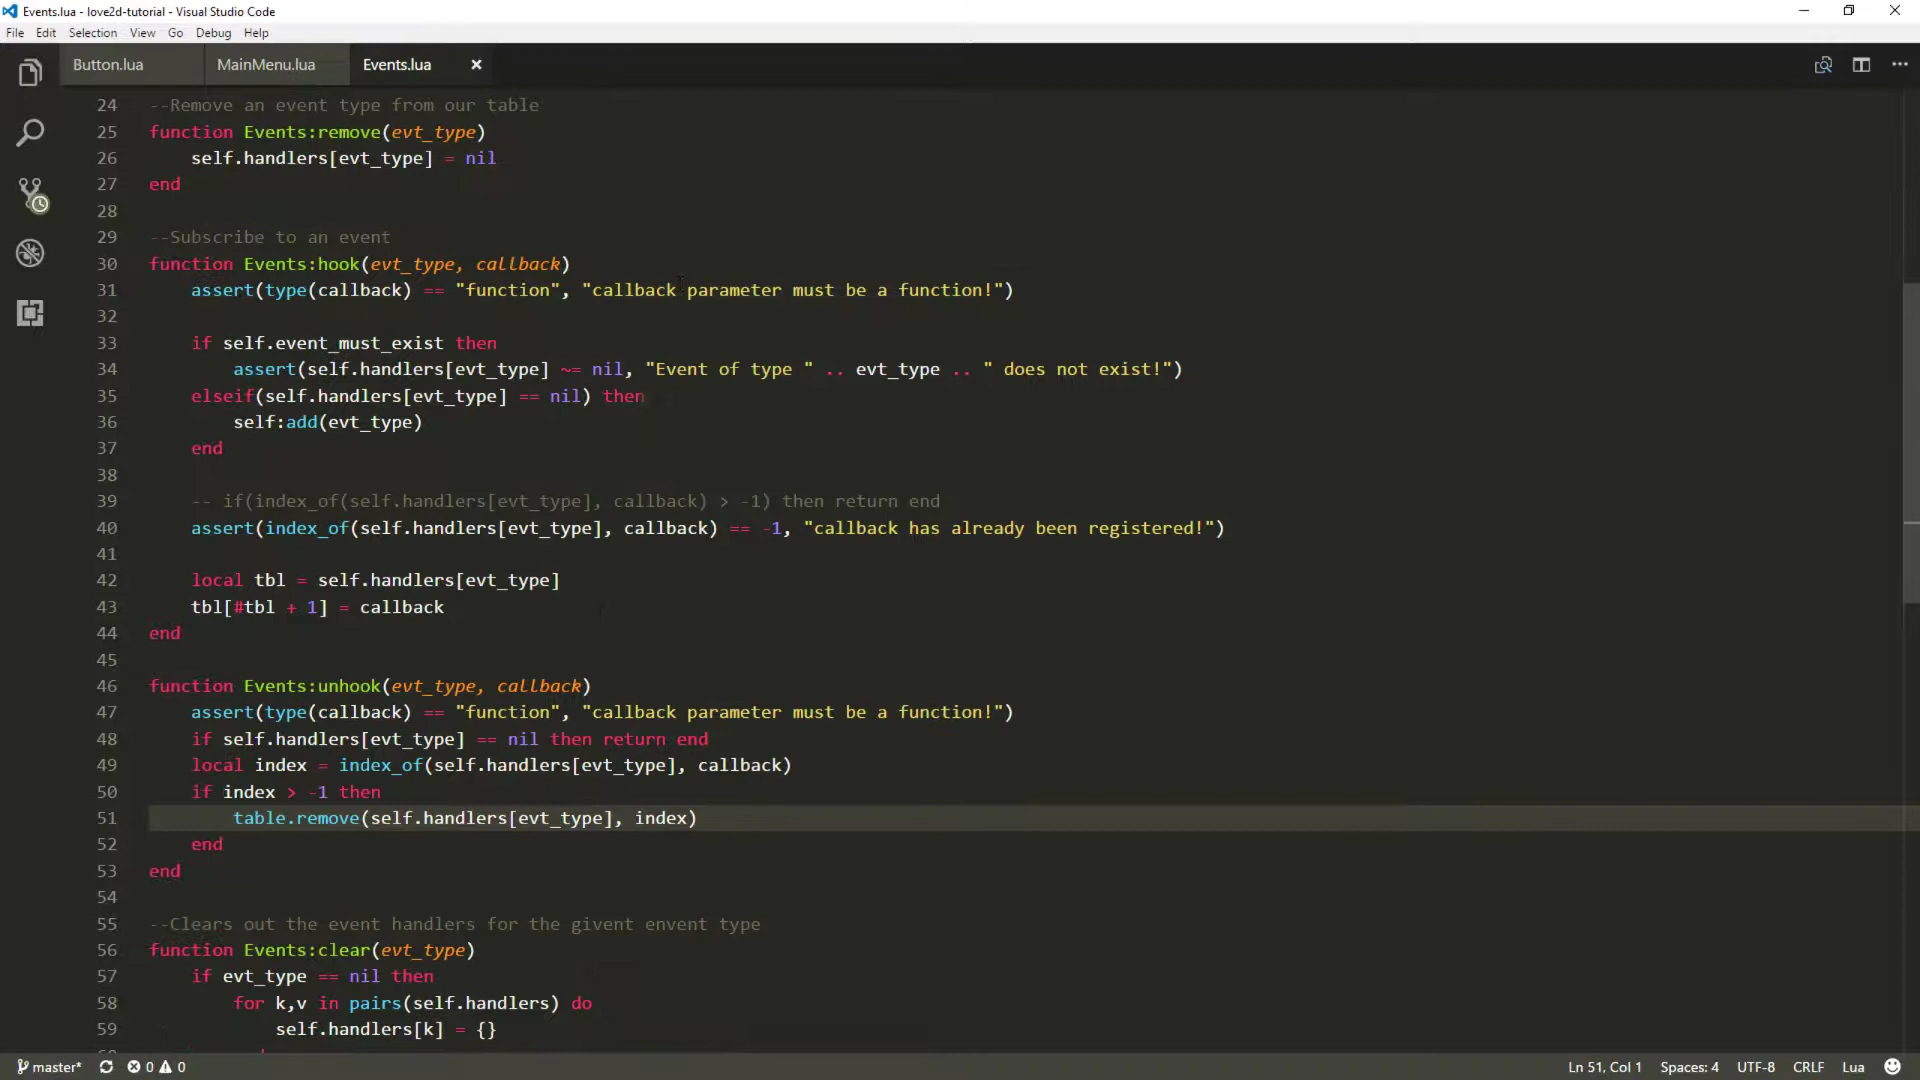 Events.lua - love2d-tutorial - Visual Studio Code
File Edit Selection View Go Debug Help
Button.lua MainMenu.lua Events.lua
24 --Remove an event type from our table
25 function Events:remove(evt_type)
26 self.handlers[evt_type] = nil
27 end
28
29 --Subscribe to an event
30 function Events:hook(evt_type, callback)
31 assert(type(callback) == "function", "callback parameter must be a function!")
32
33 if self.event_must_exist then
34 assert(self.handlers[evt_type] ~= nil, "Event of type " .. evt_type .. " does not exist!")
35 elseif(self.handlers[evt_type] == nil) then
36 self:add(evt_type)
37 end
38
39 -- if(index_of(self.handlers[evt_type], callback) > -1) then return end
40 assert(index_of(self.handlers[evt_type], callback) == -1, "callback has already been registered!")
41
42 local tbl = self.handlers[evt_type]
43 tbl[#tbl + 1] = callback
44 end
45
46 function Events:unhook(evt_type, callback)
47 assert(type(callback) == "function", "callback parameter must be a function!")
48 if self.handlers[evt_type] == nil then return end
49 local index = index_of(self.handlers[evt_type], callback)
50 if index > -1 then
51 table.remove(self.handlers[evt_type], index)
52 end
53 end
54
55 --Clears out the event handlers for the givent envent type
56 function Events:clear(evt_type)
57 if evt_type == nil then
58 for k,v in pairs(self.handlers) do
59 self.handlers[k] = {}
master* 0 0 Ln 51, Col 1 Spaces: 4 UTF-8 CRLF Lua